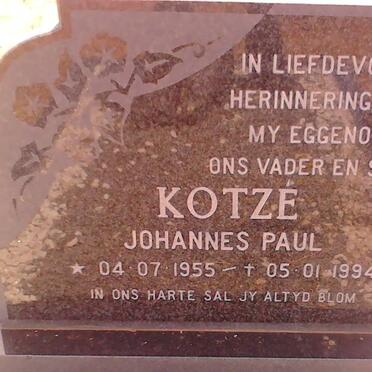 IN LIEFDEVO
HERINNERING
MY EGGENO
ONS VADER EN S
KOTZÉ
JOHANNES PAUL
★ 04·07·1955 – † 05·01·1994
IN ONS HARTE SAL JY ALTYD BLOM